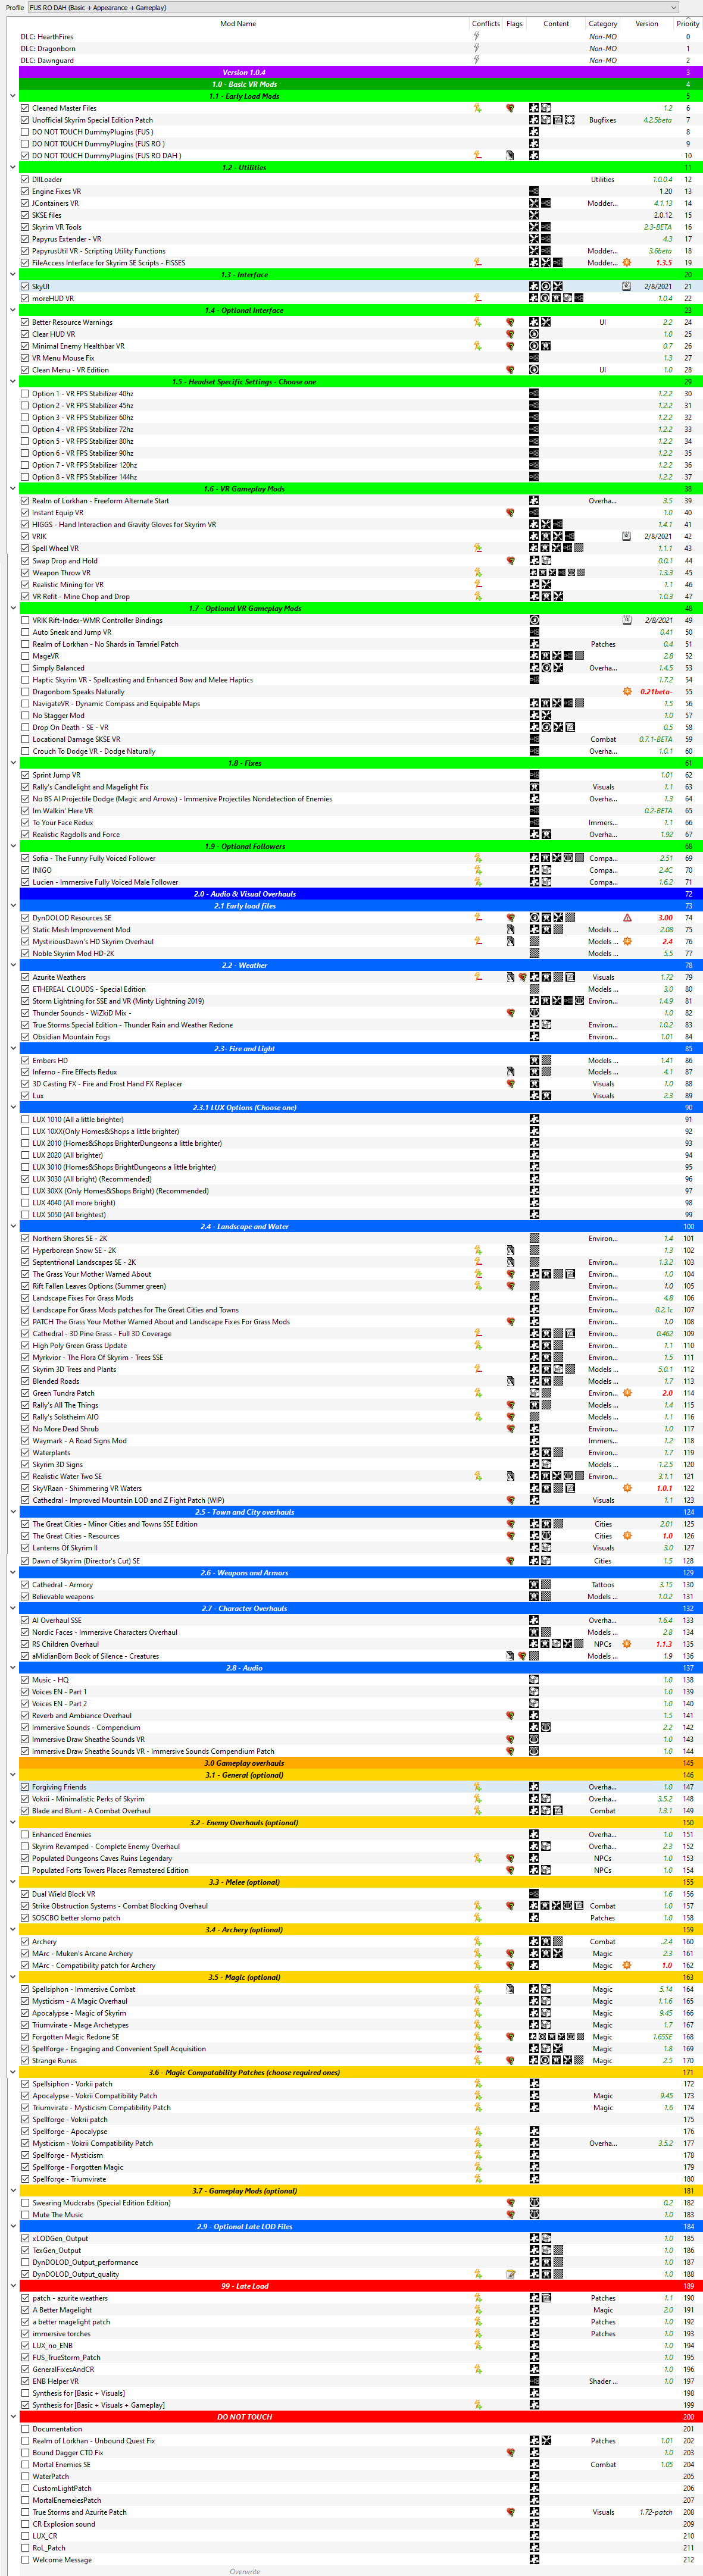 Profile FUS RO DAH (Basic + Appearance + Gameplay)
Mod Name Conflicts Flags Content Category Version Priority
DLC: HearthFires Non-MO 0
DLC: Dragonborn Non-MO 1
DLC: Dawnguard Non-MO 2
Version 1.0.4 3
1.0 - Basic VR Mods 4
1.1 - Early Load Mods 5
Cleaned Master Files 1.2 6
Unofficial Skyrim Special Edition Patch Bugfixes 4.2.5beta 7
DO NOT TOUCH DummyPlugins (FUS ) 8
DO NOT TOUCH DummyPlugins (FUS RO ) 9
DO NOT TOUCH DummyPlugins (FUS RO DAH ) 10
1.2 - Utilities 11
DllLoader Utilities 1.0.0.4 12
Engine Fixes VR 1.20 13
JContainers VR Modder... 4.1.13 14
SKSE files 2.0.12 15
Skyrim VR Tools 2.3-BETA 16
Papyrus Extender - VR 4.3 17
PapyrusUtil VR - Scripting Utility Functions Modder... 3.6beta 18
FileAccess Interface for Skyrim SE Scripts - FISSES Modder... 1.3.5 19
1.3 - Interface 20
SkyUI 2/8/2021 21
moreHUD VR 1.0.4 22
1.4 - Optional Interface 23
Better Resource Warnings UI 2.2 24
Clear HUD VR 1.0 25
Minimal Enemy Healthbar VR 0.7 26
VR Menu Mouse Fix 1.3 27
Clean Menu - VR Edition UI 1.0 28
1.5 - Headset Specific Settings - Choose one 29
Option 1 - VR FPS Stabilizer 40hz 1.2.2 30
Option 2 - VR FPS Stabilizer 45hz 1.2.2 31
Option 3 - VR FPS Stabilizer 60hz 1.2.2 32
Option 4 - VR FPS Stabilizer 72hz 1.2.2 33
Option 5 - VR FPS Stabilizer 80hz 1.2.2 34
Option 6 - VR FPS Stabilizer 90hz 1.2.2 35
Option 7 - VR FPS Stabilizer 120hz 1.2.2 36
Option 8 - VR FPS Stabilizer 144hz 1.2.2 37
1.6 - VR Gameplay Mods 38
Realm of Lorkhan - Freeform Alternate Start Overha... 3.5 39
Instant Equip VR 1.0 40
HIGGS - Hand Interaction and Gravity Gloves for Skyrim VR 1.4.1 41
VRIK 2/8/2021 42
Spell Wheel VR 1.1.1 43
Swap Drop and Hold 0.0.1 44
Weapon Throw VR 1.3.3 45
Realistic Mining for VR 1.1 46
VR Refit - Mine Chop and Drop 1.0.3 47
1.7 - Optional VR Gameplay Mods 48
VRIK Rift-Index-WMR Controller Bindings 2/8/2021 49
Auto Sneak and Jump VR 0.41 50
Realm of Lorkhan - No Shards in Tamriel Patch Patches 0.4 51
MageVR 2.8 52
Simply Balanced Overha... 1.4.5 53
Haptic Skyrim VR - Spellcasting and Enhanced Bow and Melee Haptics 1.7.2 54
Dragonborn Speaks Naturally 0.21beta- 55
NavigateVR - Dynamic Compass and Equipable Maps 1.5 56
No Stagger Mod 1.0 57
Drop On Death - SE - VR 0.5 58
Locational Damage SKSE VR Combat 0.7.1-BETA 59
Crouch To Dodge VR - Dodge Naturally Overha... 1.0.1 60
1.8 - Fixes 61
Sprint Jump VR 1.01 62
Rally's Candlelight and Magelight Fix Visuals 1.1 63
No BS AI Projectile Dodge (Magic and Arrows) - Immersive Projectiles Nondetection of Enemies Overha... 1.3 64
Im Walkin' Here VR 0.2-BETA 65
To Your Face Redux Immers... 1.1 66
Realistic Ragdolls and Force Overha... 1.92 67
1.9 - Optional Followers 68
Sofia - The Funny Fully Voiced Follower Compa... 2.51 69
INIGO Compa... 2.4C 70
Lucien - Immersive Fully Voiced Male Follower Compa... 1.6.2 71
2.0 - Audio & Visual Overhauls 72
2.1 Early load files 73
DynDOLOD Resources SE 3.00 74
Static Mesh Improvement Mod Models ... 2.08 75
MystiriousDawn's HD Skyrim Overhaul Models ... 2.4 76
Noble Skyrim Mod HD-2K Models ... 5.5 77
2.2 - Weather 78
Azurite Weathers Visuals 1.72 79
ETHEREAL CLOUDS - Special Edition Models ... 3.0 80
Storm Lightning for SSE and VR (Minty Lightning 2019) Environ... 1.4.9 81
Thunder Sounds - WiZkiD Mix - 1.0 82
True Storms Special Edition - Thunder Rain and Weather Redone Environ... 1.0.2 83
Obsidian Mountain Fogs Environ... 1.01 84
2.3- Fire and Light 85
Embers HD Models ... 1.41 86
Inferno - Fire Effects Redux Models ... 4.1 87
3D Casting FX - Fire and Frost Hand FX Replacer Visuals 1.0 88
Lux Visuals 2.3 89
2.3.1 LUX Options (Choose one) 90
LUX 1010 (All a little brighter) 91
LUX 10XX(Only Homes&Shops a little brighter) 92
LUX 2010 (Homes&Shops BrighterDungeons a little brighter) 93
LUX 2020 (All brighter) 94
LUX 3010 (Homes&Shops BrightDungeons a little brighter) 95
LUX 3030 (All bright) (Recommended) 96
LUX 30XX (Only Homes&Shops Bright) (Recommended) 97
LUX 4040 (All more bright) 98
LUX 5050 (All brightest) 99
2.4 - Landscape and Water 100
Northern Shores SE - 2K Environ... 1.4 101
Hyperborean Snow SE - 2K 1.3 102
Septentrional Landscapes SE - 2K Environ... 1.3.2 103
The Grass Your Mother Warned About Environ... 1.0 104
Rift Fallen Leaves Options (Summer green) Environ... 1.0 105
Landscape Fixes For Grass Mods Environ... 4.8 106
Landscape For Grass Mods patches for The Great Cities and Towns Environ... 0.2.1c 107
PATCH The Grass Your Mother Warned About and Landscape Fixes For Grass Mods Environ... 1.0 108
Cathedral - 3D Pine Grass - Full 3D Coverage Environ... 0.462 109
High Poly Green Grass Update Environ... 1.1 110
Myrkvior - The Flora Of Skyrim - Trees SSE Environ... 1.5 111
Skyrim 3D Trees and Plants Models ... 5.0.1 112
Blended Roads Models ... 1.7 113
Green Tundra Patch Environ... 2.0 114
Rally's All The Things Models ... 1.4 115
Rally's Solstheim AIO Models ... 1.1 116
No More Dead Shrub Environ... 1.0 117
Waymark - A Road Signs Mod Immers... 1.2 118
Waterplants Environ... 1.7 119
Skyrim 3D Signs Models ... 1.2.5 120
Realistic Water Two SE Environ... 3.1.1 121
SkyVRaan - Shimmering VR Waters 1.0.1 122
Cathedral - Improved Mountain LOD and Z Fight Patch (WIP) Visuals 1.1 123
2.5 - Town and City overhauls 124
The Great Cities - Minor Cities and Towns SSE Edition Cities 2.01 125
The Great Cities - Resources Cities 1.0 126
Lanterns Of Skyrim II Visuals 3.0 127
Dawn of Skyrim (Director's Cut) SE Cities 1.5 128
2.6 - Weapons and Armors 129
Cathedral - Armory Tattoos 3.15 130
Believable weapons Models ... 1.0.2 131
2.7 - Character Overhauls 132
AI Overhaul SSE Overha... 1.6.4 133
Nordic Faces - Immersive Characters Overhaul Models ... 2.8 134
RS Children Overhaul NPCs 1.1.3 135
aMidianBorn Book of Silence - Creatures Models ... 1.9 136
2.8 - Audio 137
Music - HQ 1.0 138
Voices EN - Part 1 1.0 139
Voices EN - Part 2 1.0 140
Reverb and Ambiance Overhaul 1.5 141
Immersive Sounds - Compendium 2.2 142
Immersive Draw Sheathe Sounds VR 1.0 143
Immersive Draw Sheathe Sounds VR - Immersive Sounds Compendium Patch 1.0 144
3.0 Gameplay overhauls 145
3.1 - General (optional) 146
Forgiving Friends Overha... 1.0 147
Vokrii - Minimalistic Perks of Skyrim Overha... 3.5.2 148
Blade and Blunt - A Combat Overhaul Combat 1.3.1 149
3.2 - Enemy Overhauls (optional) 150
Enhanced Enemies Overha... 1.0 151
Skyrim Revamped - Complete Enemy Overhaul Overha... 2.3 152
Populated Dungeons Caves Ruins Legendary NPCs 1.0 153
Populated Forts Towers Places Remastered Edition NPCs 1.0 154
3.3 - Melee (optional) 155
Dual Wield Block VR 1.6 156
Strike Obstruction Systems - Combat Blocking Overhaul Combat 1.0 157
SOSCBO better slomo patch Patches 1.0 158
3.4 - Archery (optional) 159
Archery Combat .2.4 160
MArc - Muken's Arcane Archery Magic 2.3 161
MArc - Compatibility patch for Archery Magic 1.0 162
3.5 - Magic (optional) 163
Spellsiphon - Immersive Combat Magic 5.14 164
Mysticism - A Magic Overhaul Magic 1.1.6 165
Apocalypse - Magic of Skyrim Magic 9.45 166
Triumvirate - Mage Archetypes Magic 1.7 167
Forgotten Magic Redone SE Magic 1.65SE 168
Spellforge - Engaging and Convenient Spell Acquisition Magic 1.8 169
Strange Runes Magic 2.5 170
3.6 - Magic Compatability Patches (choose required ones) 171
Spellsiphon - Vorkii patch 172
Apocalypse - Vokrii Compatibility Patch Magic 9.45 173
Triumvirate - Mysticism Compatibility Patch Magic 1.6 174
Spellforge - Vokrii patch 175
Spellforge - Apocalypse 176
Mysticism - Vokrii Compatibility Patch Overha... 3.5.2 177
Spellforge - Mysticism 178
Spellforge - Forgotten Magic 179
Spellforge - Triumvirate 180
3.7 - Gameplay Mods (optional) 181
Swearing Mudcrabs (Special Edition Edition) 0.2 182
Mute The Music 1.0 183
2.9 - Optional Late LOD Files 184
xLODGen_Output 1.0 185
TexGen_Output 1.0 186
DynDOLOD_Output_performance 1.0 187
DynDOLOD_Output_quality 1.0 188
99 - Late Load 189
patch - azurite weathers Patches 1.1 190
A Better Magelight Magic 2.0 191
a better magelight patch Patches 1.0 192
immersive torches Patches 1.0 193
LUX_no_ENB 1.0 194
FUS_TrueStorm_Patch 1.0 195
GeneralFixesAndCR 1.0 196
ENB Helper VR Shader ... 1.0 197
Synthesis for [Basic + Visuals] 198
Synthesis for [Basic + Visuals + Gameplay] 199
DO NOT TOUCH 200
Documentation 201
Realm of Lorkhan - Unbound Quest Fix Patches 1.01 202
Bound Dagger CTD Fix 1.0 203
Mortal Enemies SE Combat 1.05 204
WaterPatch 205
CustomLightPatch 206
MortalEnemeiesPatch 207
True Storms and Azurite Patch Visuals 1.72-patch 208
CR Explosion sound 209
LUX_CR 210
RoL_Patch 211
Welcome Message 212
Overwrite